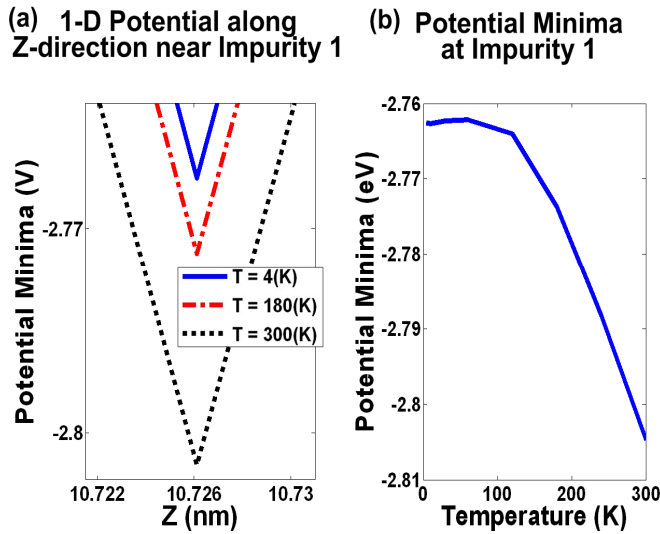 (a)
1-D Potential along
Z-direction near Impurity 1
Potential Minima (V)
-2.77
-2.8
T = 4(K)
T = 180(K)
T = 300(K)
10.722
10.726
10.73
Z (nm)
(b)
Potential Minima
at Impurity 1
Potential Minima (eV)
-2.76
-2.77
-2.78
-2.79
-2.8
-2.81
0
100
200
300
Temperature (K)